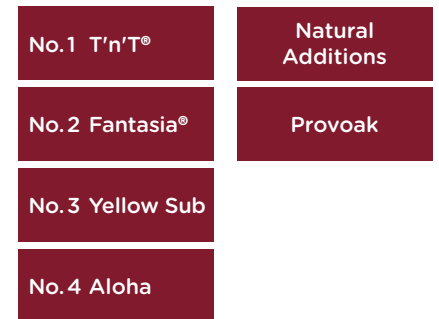 No.1 T'n'T®
No.2 Fantasia®
No.3 Yellow Sub
No.4 Aloha
Natural
Additions
Provoak